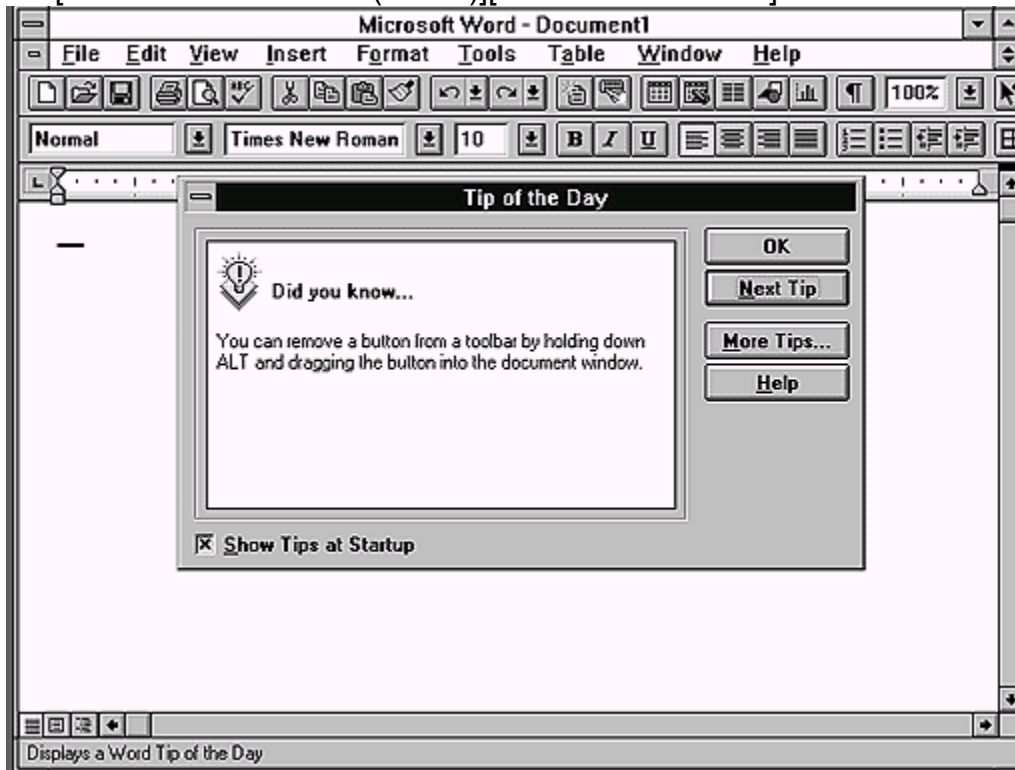 Microsoft Word - Document1
File Edit View Insert Format Tools Table Window Help
ABC ¶ 100%
Normal Times New Roman 10 B I U
L
Tip of the Day
Did you know...
You can remove a button from a toolbar by holding down
ALT and dragging the button into the document window.
OK
Next Tip
More Tips...
Help
Show Tips at Startup
Displays a Word Tip of the Day